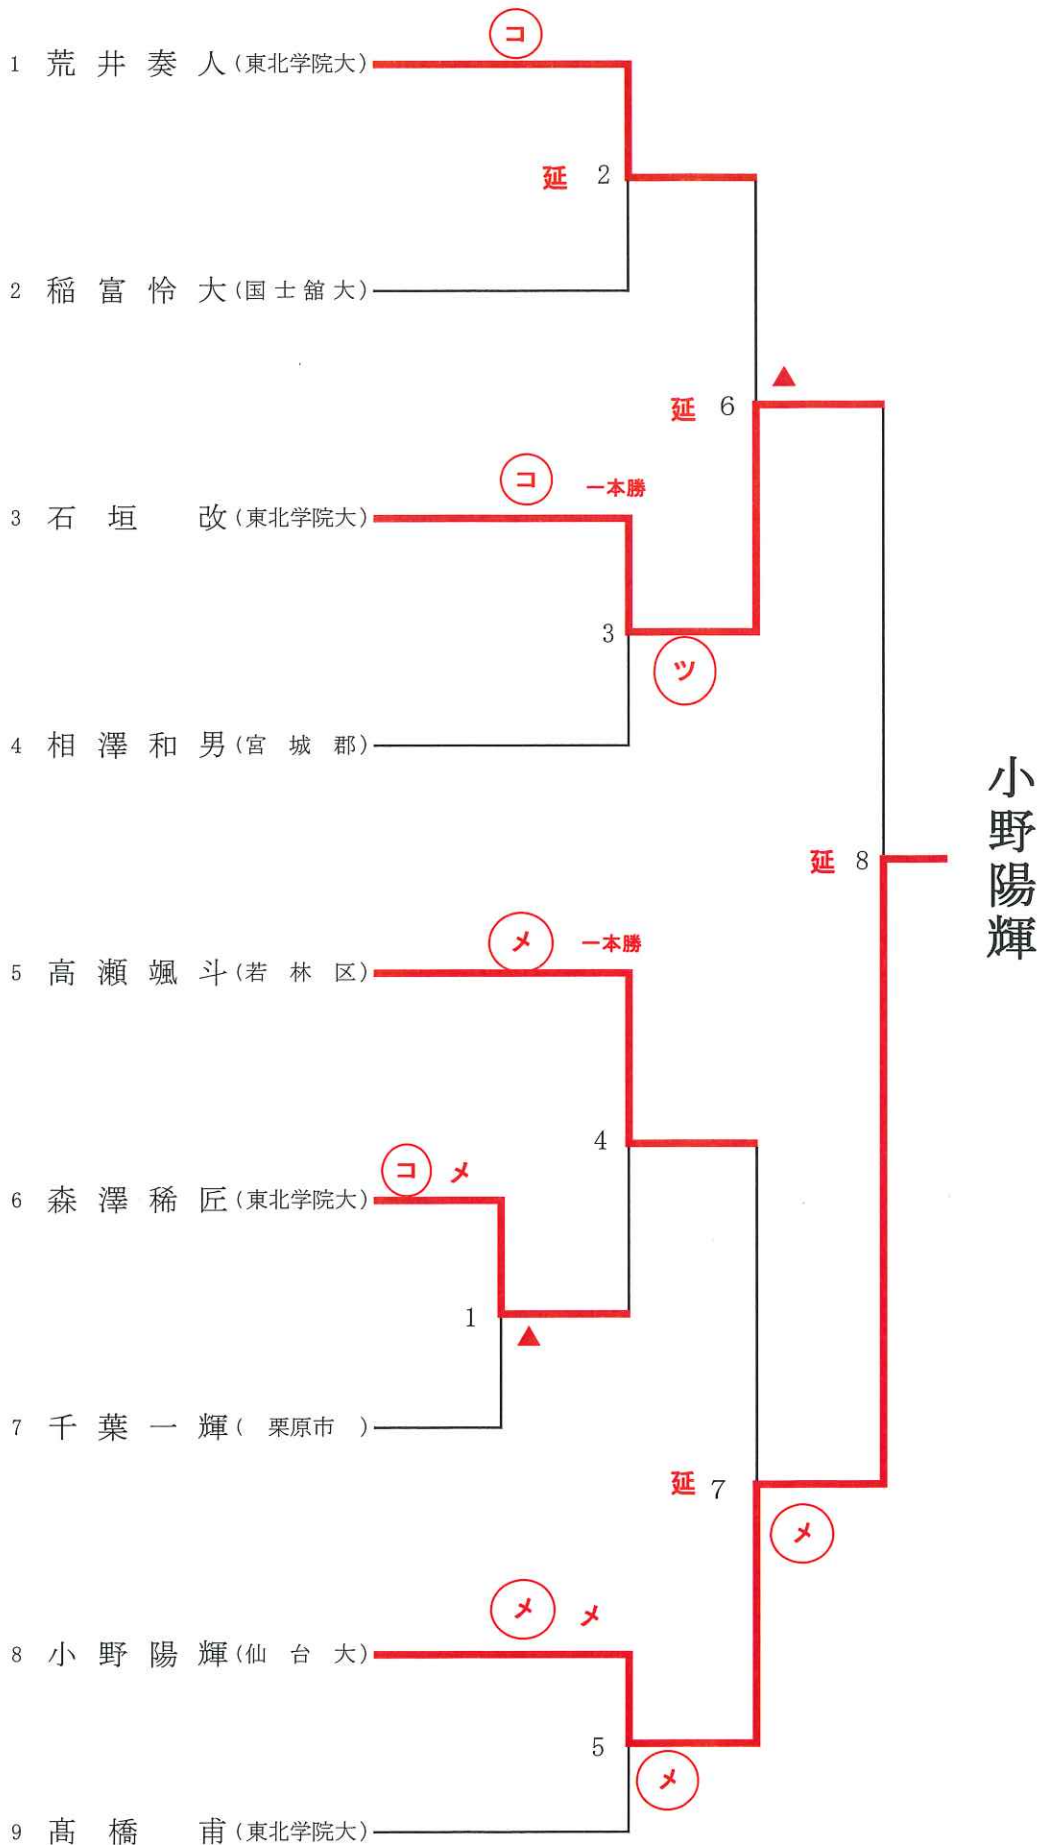 コ
1 荒井奏人(東北学院大)
延 2
2 稲富怜大(国士舘大)
▲
延 6
コ 一本勝
3 石垣 改(東北学院大)
3
ツ
4 相澤和男(宮城郡)
小野陽輝
延 8
メ 一本勝
5 高瀬颯斗(若林区)
4
コ メ
6 森澤稀匠(東北学院大)
1
▲
7 千葉一輝( 栗原市 )
延 7
メ
メ メ
8 小野陽輝(仙台大)
5
メ
9 髙橋 甫(東北学院大)